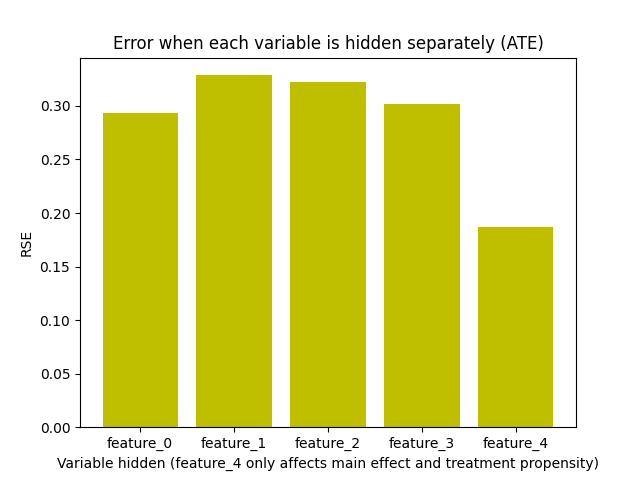 Error when each variable is hidden separately (ATE)
RSE
0.30
0.25
0.20
0.15
0.10
0.05
0.00
feature_0 feature_1 feature_2 feature_3 feature_4
Variable hidden (feature_4 only affects main effect and treatment propensity)